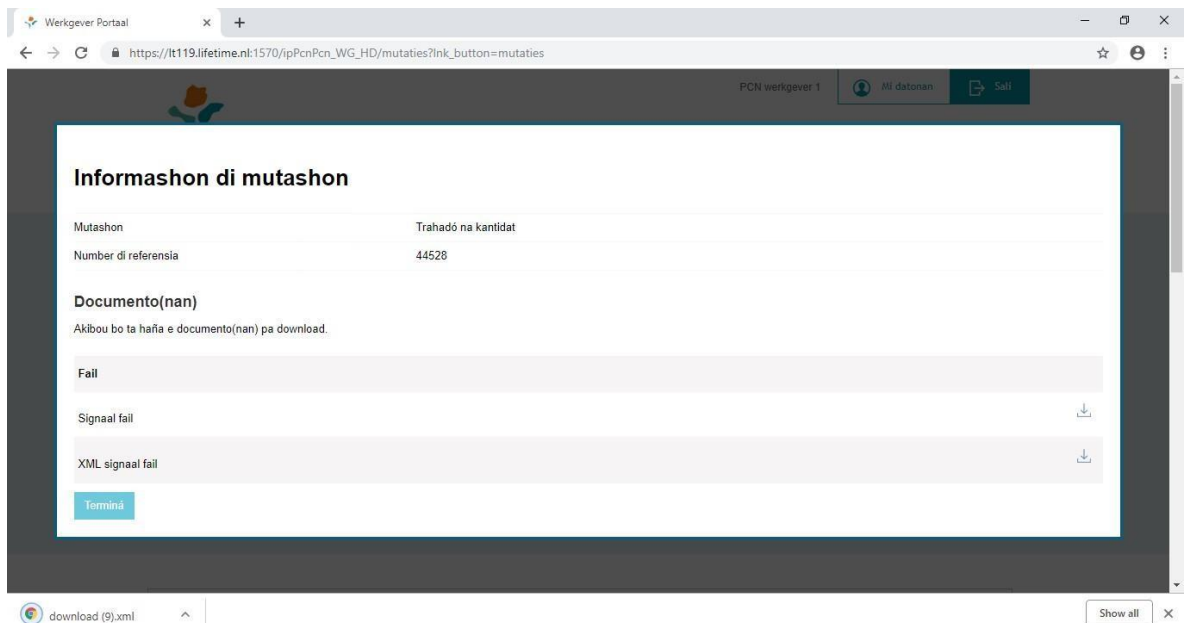 Werkgever Portaal
https://lt119.lifetime.nl:1570/ipPcnPcn_WG_HD/mutaties?lnk_button=mutaties
PCN werkgever 1 Mi datonan Sali
Informashon di mutashon
Mutashon Trahadó na kantidat
Number di referensia 44528
Documento(nan)
Akibou bo ta haña e documento(nan) pa download.
Fail
Signaal fail
XML signaal fail
Terminá
download (9).xml Show all